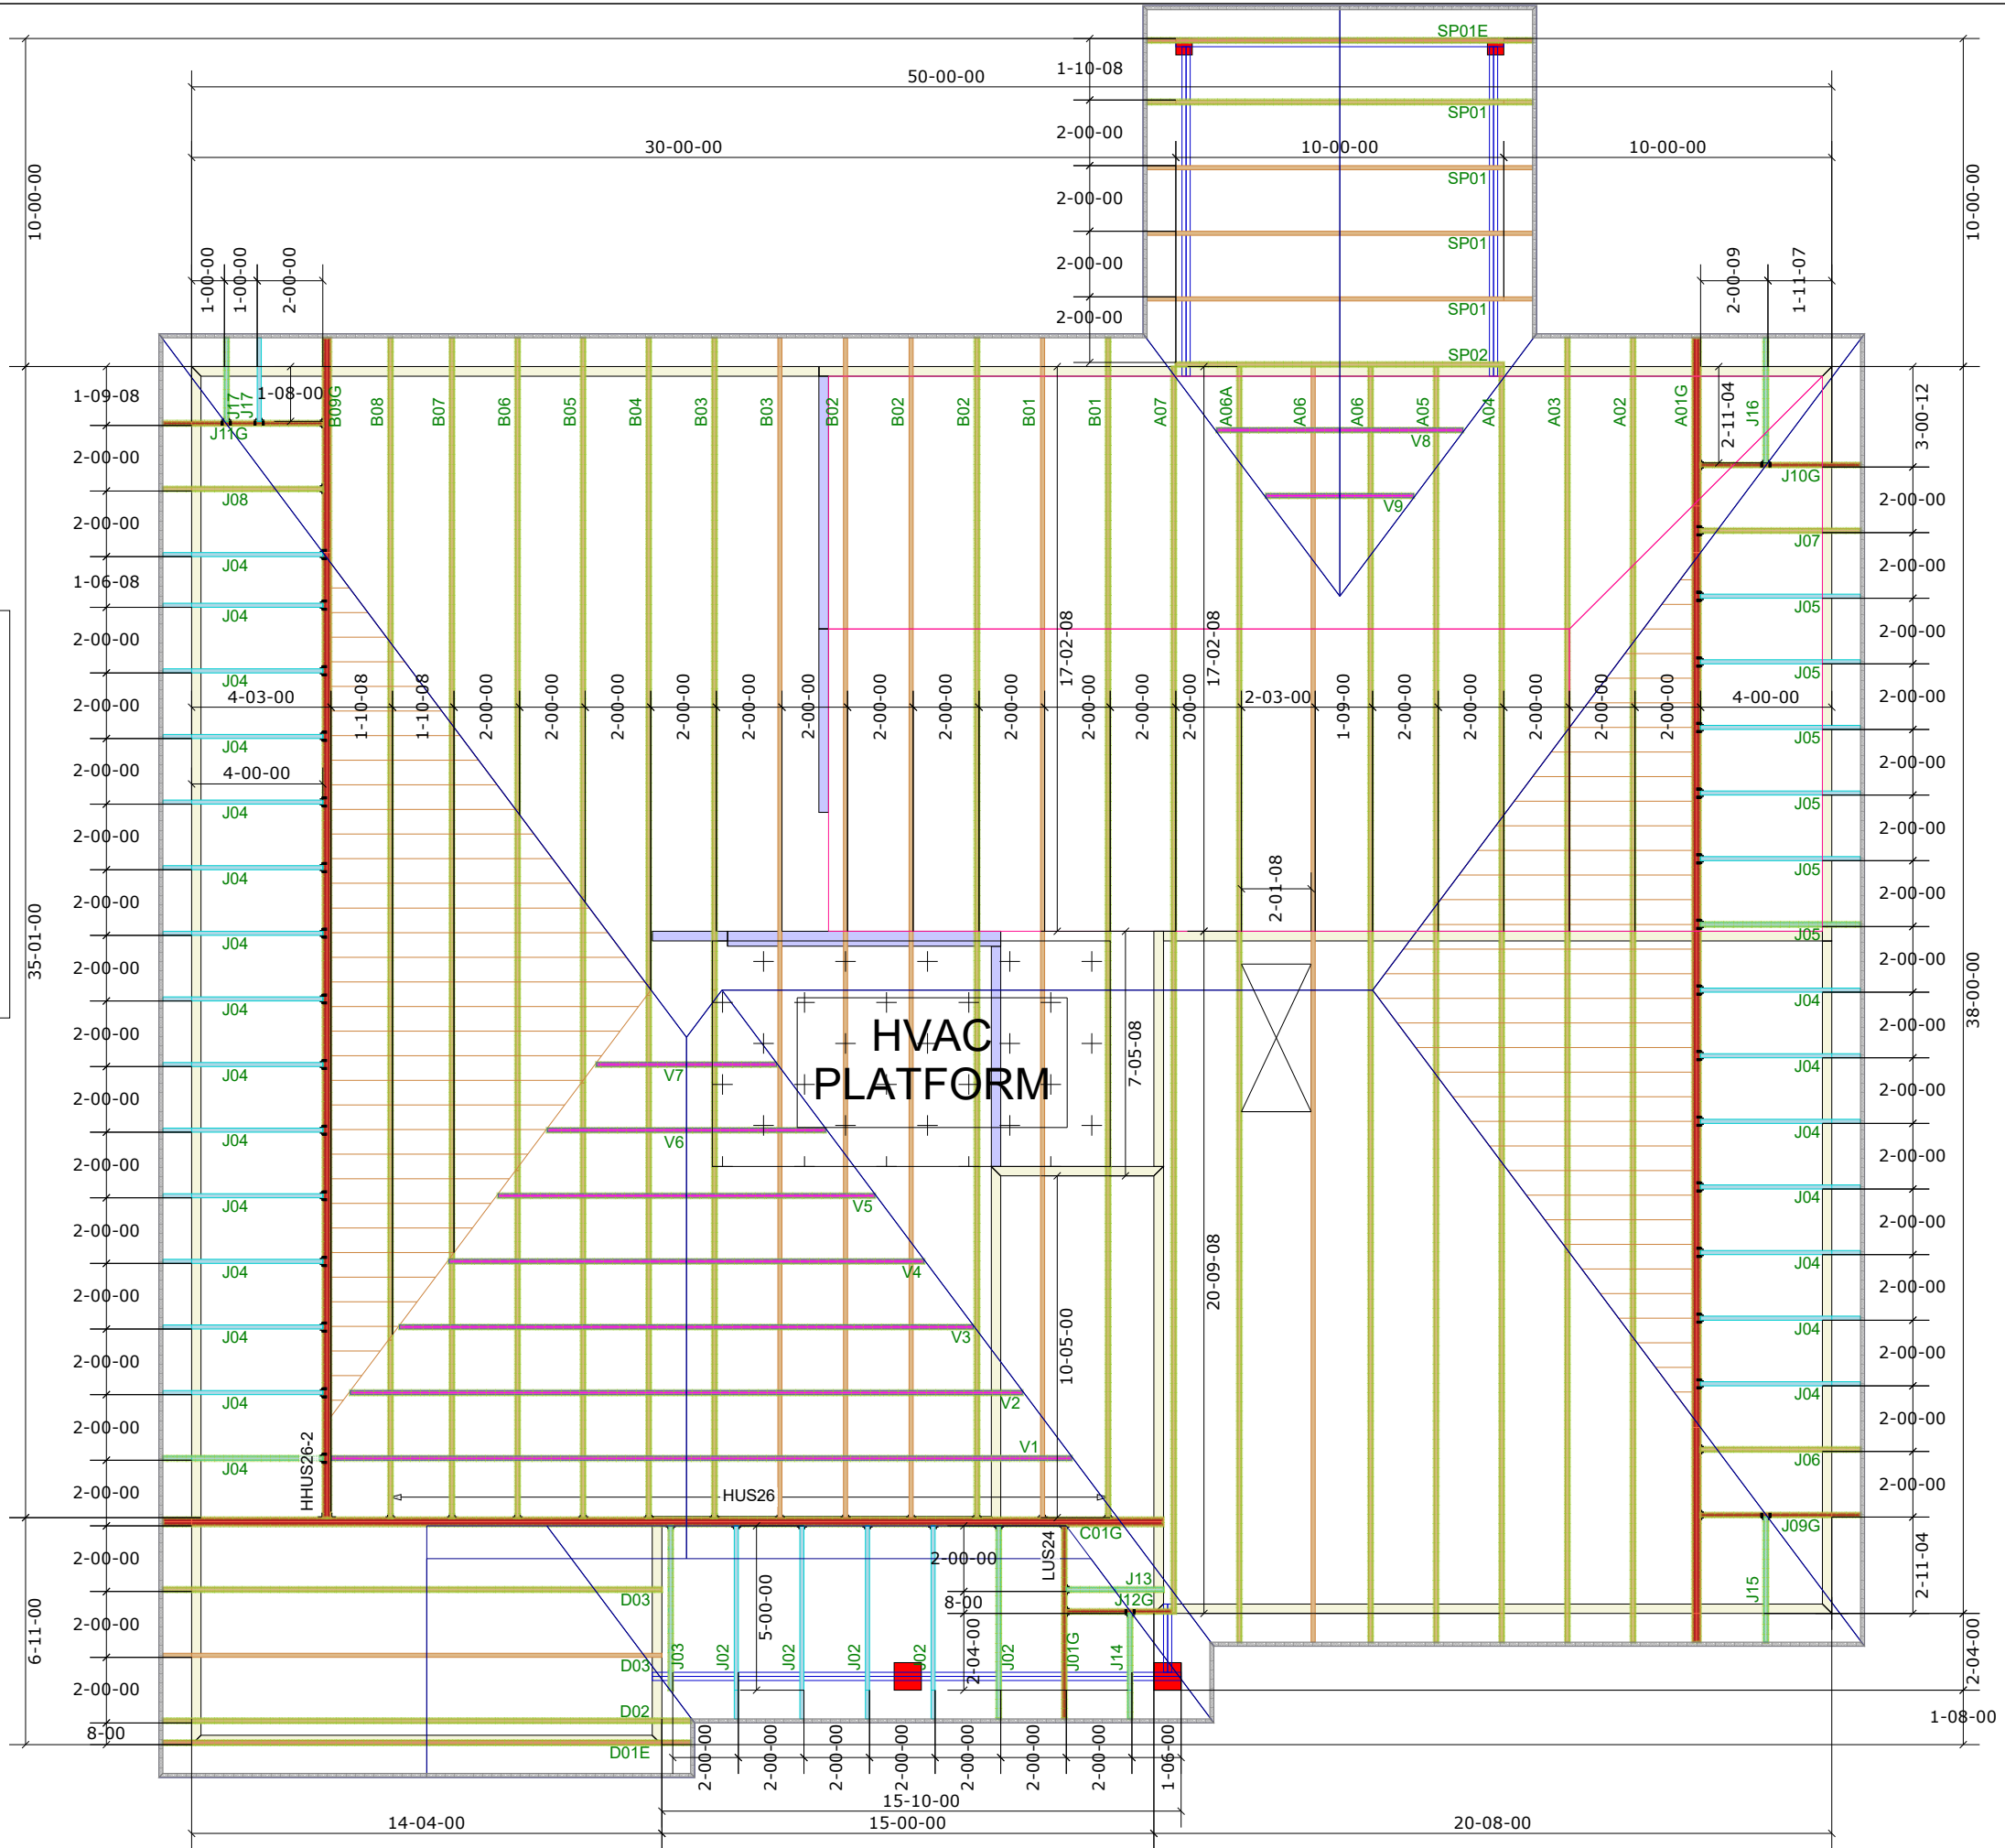 SP01E
1-10-08
50-00-00
SP01
2-00-00
30-00-00
10-00-00
10-00-00
10-00-00
10-00-00
SP01
2-00-00
SP01
2-00-00
SP01
2-00-00
1-00-00
1-00-00
2-00-00
2-00-09
1-11-07
SP02
1-09-08
1-08-00
J17
J17
J11G
B09G
B08
B07
B06
B05
B04
B03
B03
B02
B02
B02
B01
B01
A07
A06A
A06
A06
A05
A04
A03
A02
A01G
J16
2-11-04
3-00-12
V8
J10G
2-00-00
J08
V9
2-00-00
2-00-00
J07
J04
2-00-00
1-06-08
J04
J05
2-00-00
2-00-00
17-02-08
17-02-08
J04
J05
4-03-00
1-10-08
1-10-08
2-00-00
2-00-00
2-00-00
2-00-00
2-00-00
2-00-00
2-00-00
2-00-00
2-00-00
2-00-00
2-00-00
2-00-00
2-03-00
1-09-00
2-00-00
2-00-00
2-00-00
2-00-00
2-00-00
4-00-00
2-00-00
2-00-00
J04
J05
4-00-00
2-00-00
2-00-00
J04
J05
2-00-00
2-00-00
J04
J05
2-01-08
2-00-00
2-00-00
J04
J05
35-01-00
38-00-00
2-00-00
2-00-00
J04
J04
HVAC
PLATFORM
7-05-08
2-00-00
2-00-00
J04
V7
J04
2-00-00
2-00-00
J04
V6
J04
2-00-00
2-00-00
J04
V5
J04
2-00-00
2-00-00
J04
V4
J04
20-09-08
2-00-00
2-00-00
J04
V3
J04
10-05-00
2-00-00
2-00-00
J04
V2
J04
2-00-00
2-00-00
J04
V1
J06
HHUS26-2
2-00-00
HUS26
2-00-00
C01G
J09G
LUS24
2-00-00
2-00-00
2-11-04
D03
J13
J12G
8-00
J15
5-00-00
2-04-00
6-11-00
2-00-00
D03
J03
J02
J02
J02
J02
J02
J01G
J14
2-04-00
2-00-00
D02
8-00
D01E
1-08-00
2-00-00
2-00-00
2-00-00
2-00-00
2-00-00
2-00-00
2-00-00
1-06-00
15-10-00
14-04-00
15-00-00
20-08-00